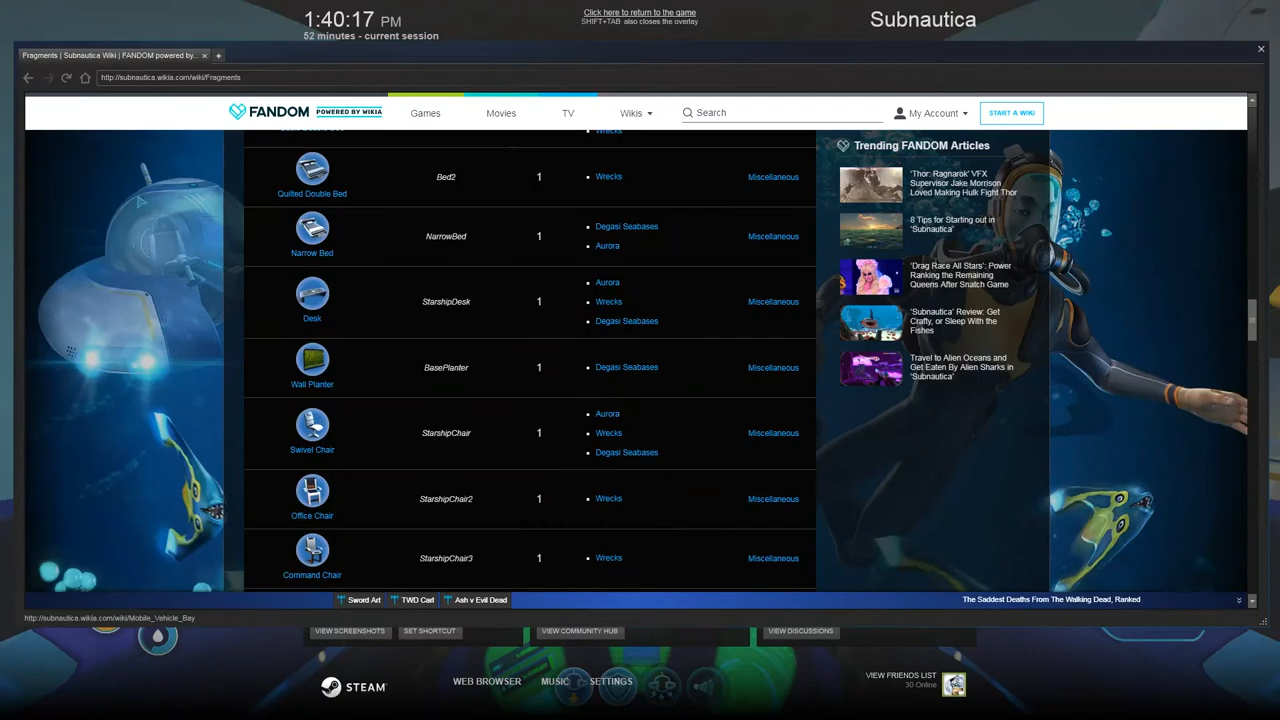 1:40:17 PM
52 minutes - current session
Click here to return to the game
SHIFT+TAB also closes the overlay
Subnautica
Fragments | Subnautica Wiki | FANDOM powered by...
http://subnautica.wikia.com/wiki/Fragments
FANDOM POWERED BY WIKIA
Games
Movies
TV
Wikis
Search
My Account
START A WIKI
Wrecks
Quilted Double Bed
Bed2
1
Wrecks
Miscellaneous
Narrow Bed
NarrowBed
1
Degasi Seabases
Aurora
Miscellaneous
Desk
StarshipDesk
1
Aurora
Wrecks
Degasi Seabases
Miscellaneous
Wall Planter
BasePlanter
1
Degasi Seabases
Miscellaneous
Swivel Chair
StarshipChair
1
Aurora
Wrecks
Degasi Seabases
Miscellaneous
Office Chair
StarshipChair2
1
Wrecks
Miscellaneous
Command Chair
StarshipChair3
1
Wrecks
Miscellaneous
Trending FANDOM Articles
'Thor: Ragnarok' VFX
Supervisor Jake Morrison
Loved Making Hulk Fight Thor
8 Tips for Starting out in
'Subnautica'
'Drag Race All Stars': Power
Ranking the Remaining
Queens After Snatch Game
'Subnautica' Review: Get
Crafty, or Sleep With the
Fishes
Travel to Alien Oceans and
Get Eaten By Alien Sharks in
'Subnautica'
Sword Art
TWD Carl
Ash v Evil Dead
The Saddest Deaths From The Walking Dead, Ranked
http://subnautica.wikia.com/wiki/Mobile_Vehicle_Bay
VIEW SCREENSHOTS
SET SHORTCUT
VIEW COMMUNITY HUB
VIEW DISCUSSIONS
STEAM
WEB BROWSER
MUSIC
SETTINGS
VIEW FRIENDS LIST
30 Online